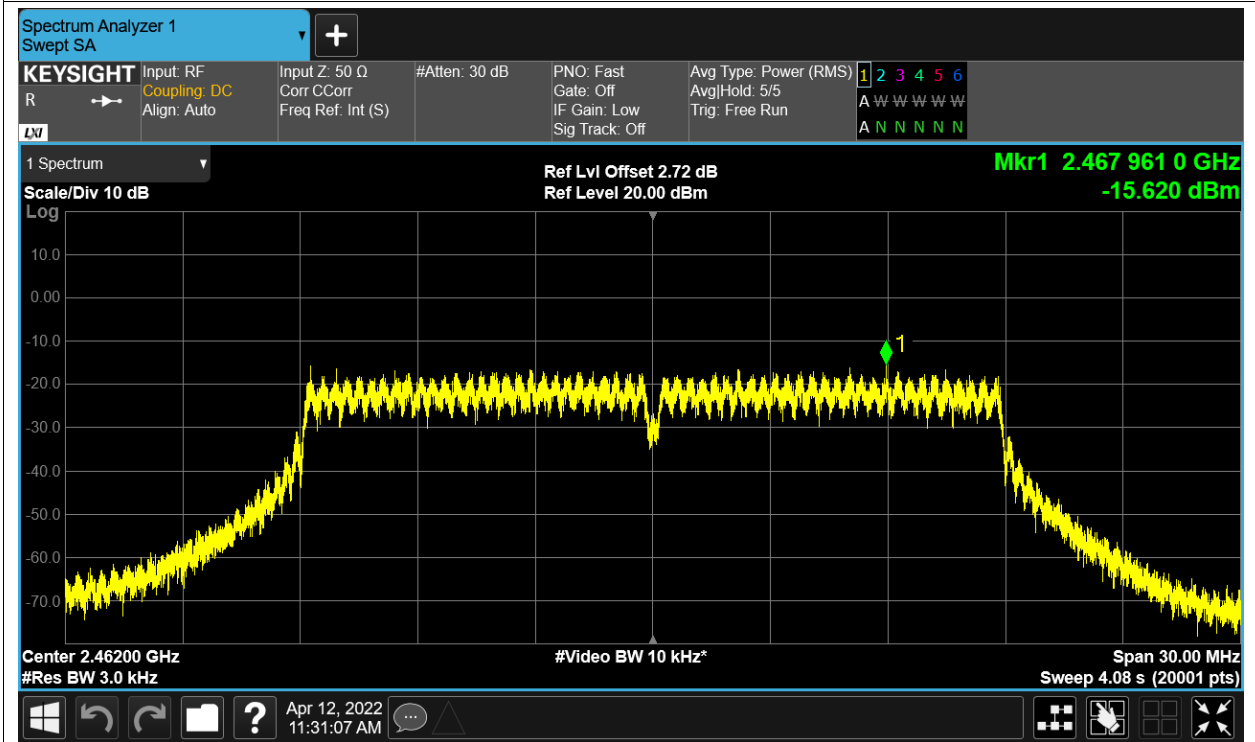 Spectrum Analyzer 1
Swept SA
KEYSIGHT
R
LXI
Input: RF
Coupling: DC
Align: Auto
Input Z: 50 Ω
Corr CCorr
Freq Ref: Int (S)
#Atten: 30 dB
PNO: Fast
Gate: Off
IF Gain: Low
Sig Track: Off
Avg Type: Power (RMS)
Avg|Hold: 5/5
Trig: Free Run
1 2 3 4 5 6
A W W W W W
A N N N N N
1 Spectrum
Scale/Div 10 dB
Log
Ref Lvl Offset 2.72 dB
Ref Level 20.00 dBm
Mkr1 2.467 961 0 GHz
-15.620 dBm
10.0
0.00
-10.0
1
-20.0
-30.0
-40.0
-50.0
-60.0
-70.0
Center 2.46200 GHz
#Res BW 3.0 kHz
#Video BW 10 kHz*
Span 30.00 MHz
Sweep 4.08 s (20001 pts)
?
Apr 12, 2022
11:31:07 AM